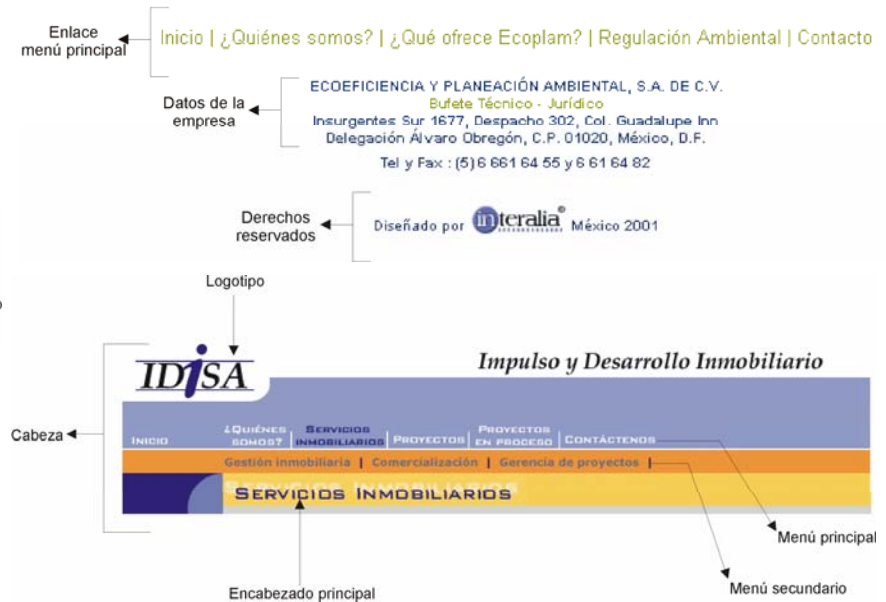 Enlace
menú principal
Inicio | ¿Quiénes somos? | ¿Qué ofrece Ecoplam? | Regulación Ambiental | Contacto
Datos de la
empresa
ECOEFICIENCIA Y PLANEACIÓN AMBIENTAL, S.A. DE C.V.
Bufete Técnico - Jurídico
Insurgentes Sur 1677, Despacho 302, Col. Guadalupe Inn
Delegación Álvaro Obregón, C.P. 01020, México, D.F.
Tel y Fax : (5) 6 661 64 55 y 6 61 64 82
Derechos
reservados
Diseñado por interalia® México 2001
Logotipo
o
Cabeza
IDiSA
Impulso y Desarrollo Inmobiliario
INICIO
¿QUIÉNES
SOMOS?
SERVICIOS
INMOBILIARIOS
PROYECTOS
PROYECTOS
EN PROCESO
CONTÁCTENOS
Gestión inmobiliaria | Comercialización | Gerencia de proyectos |
SERVICIOS INMOBILIARIOS
SERVICIOS INMOBILIARIOS
Menú principal
Menú secundario
Encabezado principal